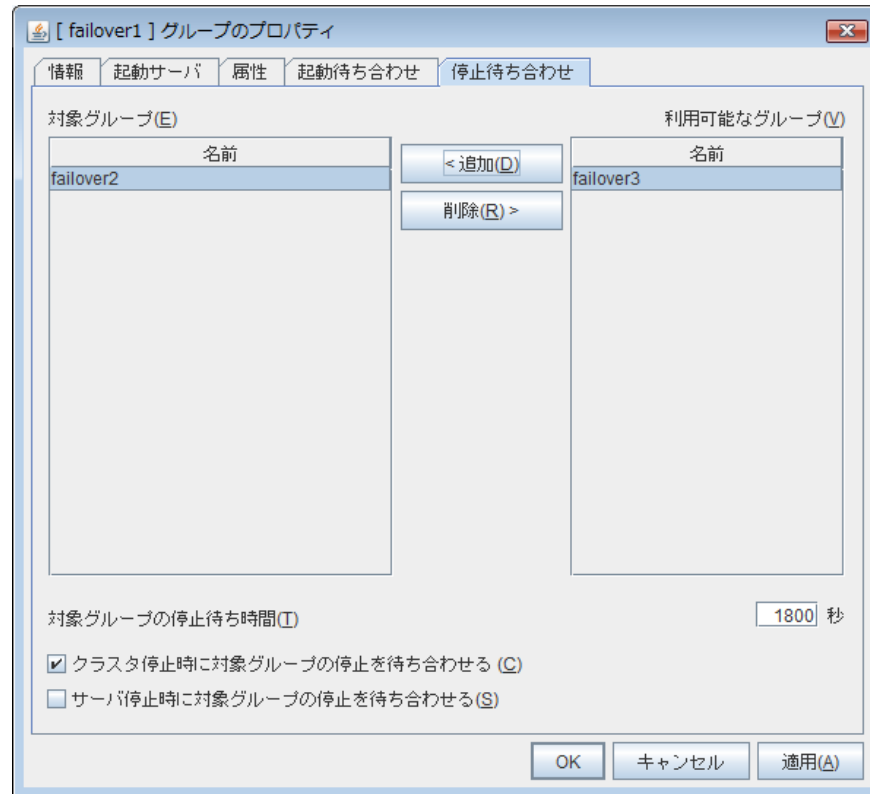 [ failover1 ] グループのプロパティ
情報 起動サーバ 属性 起動待ち合わせ 停止待ち合わせ
対象グループ(E) 利用可能なグループ(V)
名前 < 追加(D) 名前
failover2 failover3
削除(R) >
対象グループの停止待ち時間(T) 1800 秒
クラスタ停止時に対象グループの停止を待ち合わせる (C)
サーバ停止時に対象グループの停止を待ち合わせる(S)
OK キャンセル 適用(A)